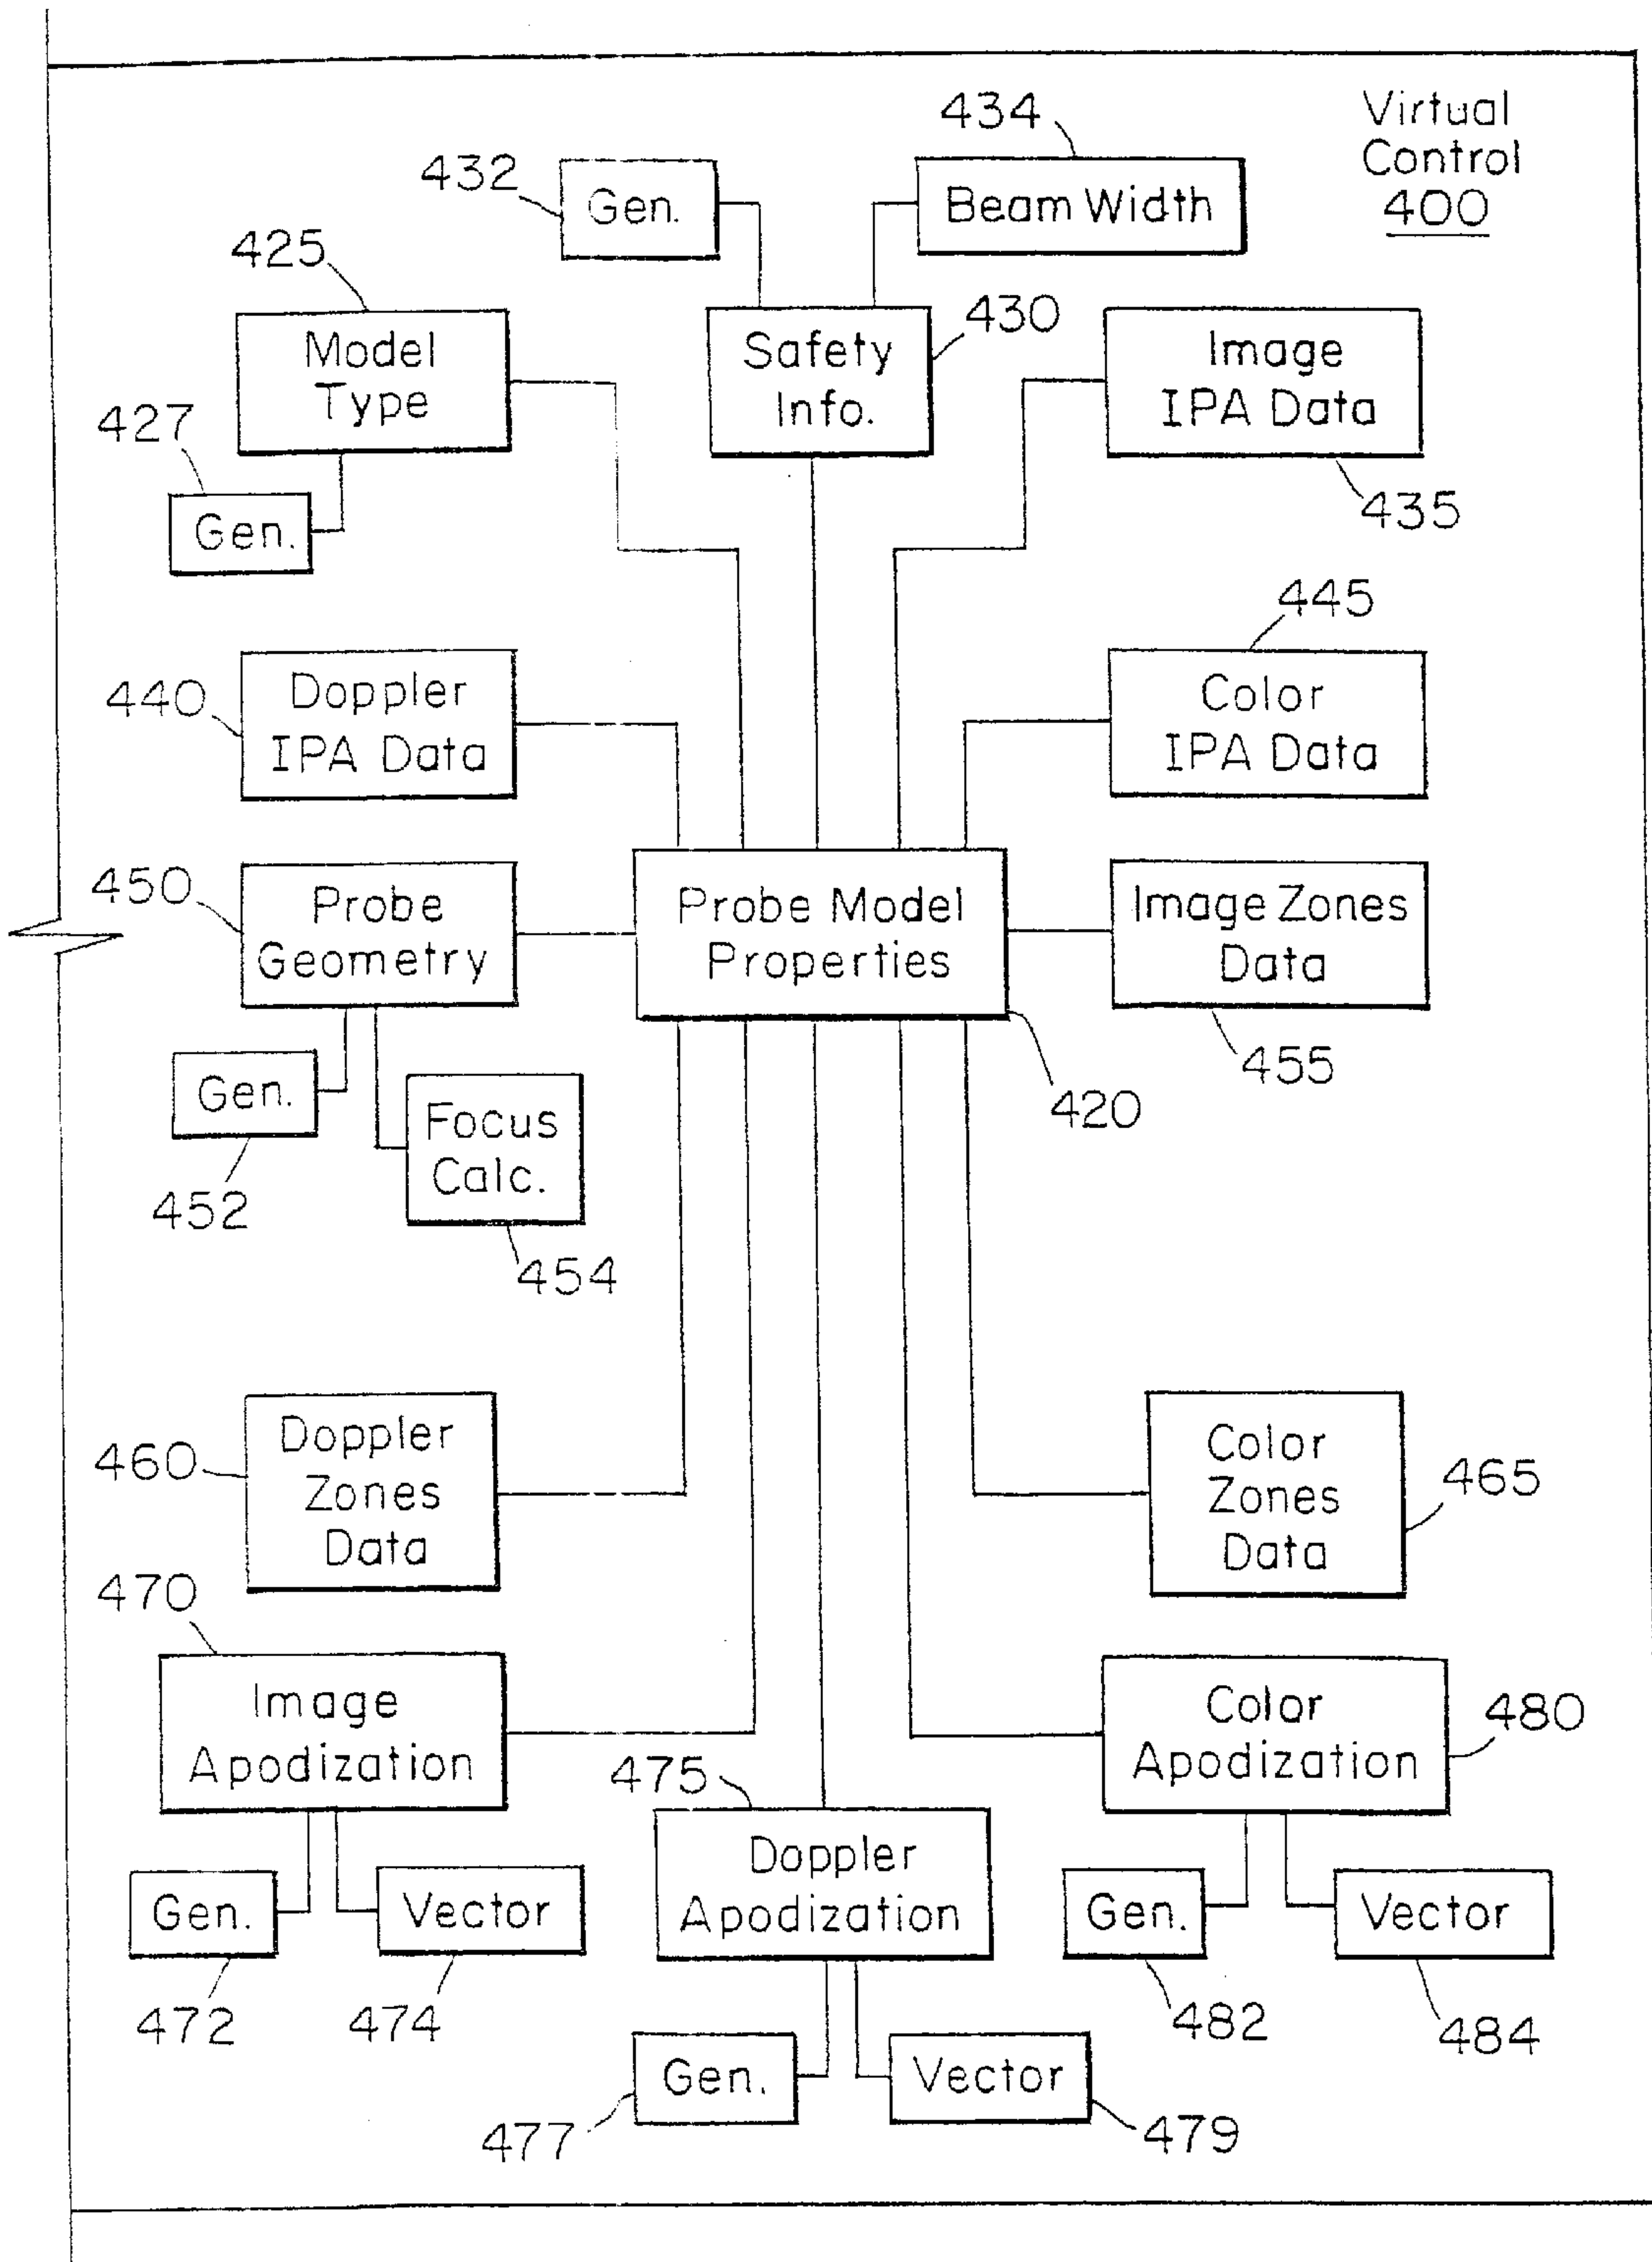 Virtual
Control
400
434
432
Gen.
Beam Width
425
430
Model
Type
Safety
Info.
Image
IPA Data
427
Gen.
435
445
440
Doppler
IPA Data
Color
IPA Data
450
Probe
Geometry
Probe Model
Properties
Image Zones
Data
455
420
Gen.
Focus
Calc.
452
454
460
Doppler
Zones
Data
Color
Zones
Data
465
470
Image
Apodization
Color
Apodization
480
475
Doppler
Apodization
Gen.
Vector
Gen.
Vector
472
474
482
484
Gen.
Vector
477
479